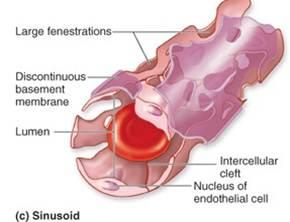 Large fenestrations
Discontinuous
basement
membrane
Lumen
Intercellular
cleft
Nucleus of
endothelial cell
(c) Sinusoid